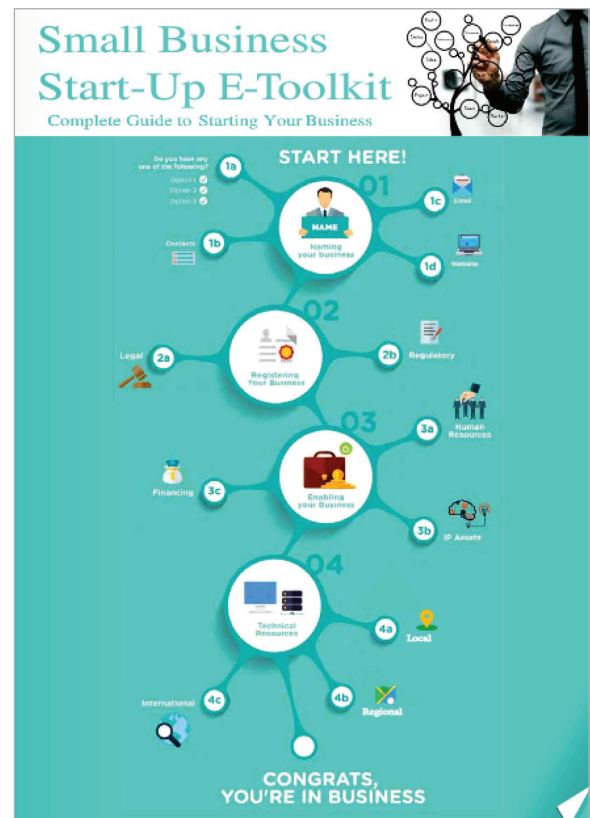 Small Business
Start-Up E-Toolkit
Complete Guide to Starting Your Business
START HERE!
Do you have any
one of the following?
Option 1
Option 2
Option 3
1a
01
1c
Email
NAME
Naming
your business
Contacts
1b
1d
Website
02
Legal
2a
Registering
Your Business
2b
Regulatory
03
3a
Human
Resources
Financing
3c
Enabling
your Business
3b
IP Assets
04
Technical
Resources
4a
Local
International
4c
4b
Regional
CONGRATS,
YOU'RE IN BUSINESS